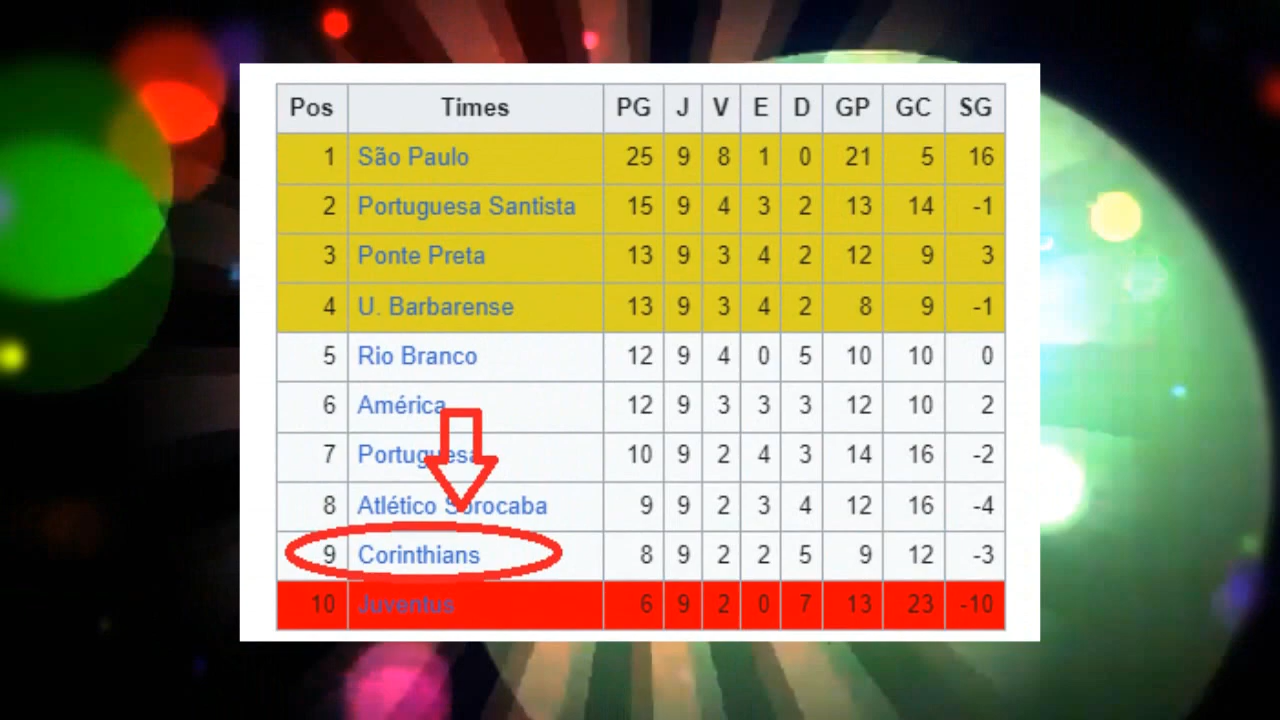 Pos Times PG J V E D GP GC SG
1 São Paulo 25 9 8 1 0 21 5 16
2 Portuguesa Santista 15 9 4 3 2 13 14 -1
3 Ponte Preta 13 9 3 4 2 12 9 3
4 U. Barbarense 13 9 3 4 2 8 9 -1
5 Rio Branco 12 9 4 0 5 10 10 0
6 América 12 9 3 3 3 12 10 2
7 Portuguesa 10 9 2 4 3 14 16 -2
8 Atlético Sorocaba 9 9 2 3 4 12 16 -4
9 Corinthians 8 9 2 2 5 9 12 -3
10 Juventus 6 9 2 0 7 13 23 -10